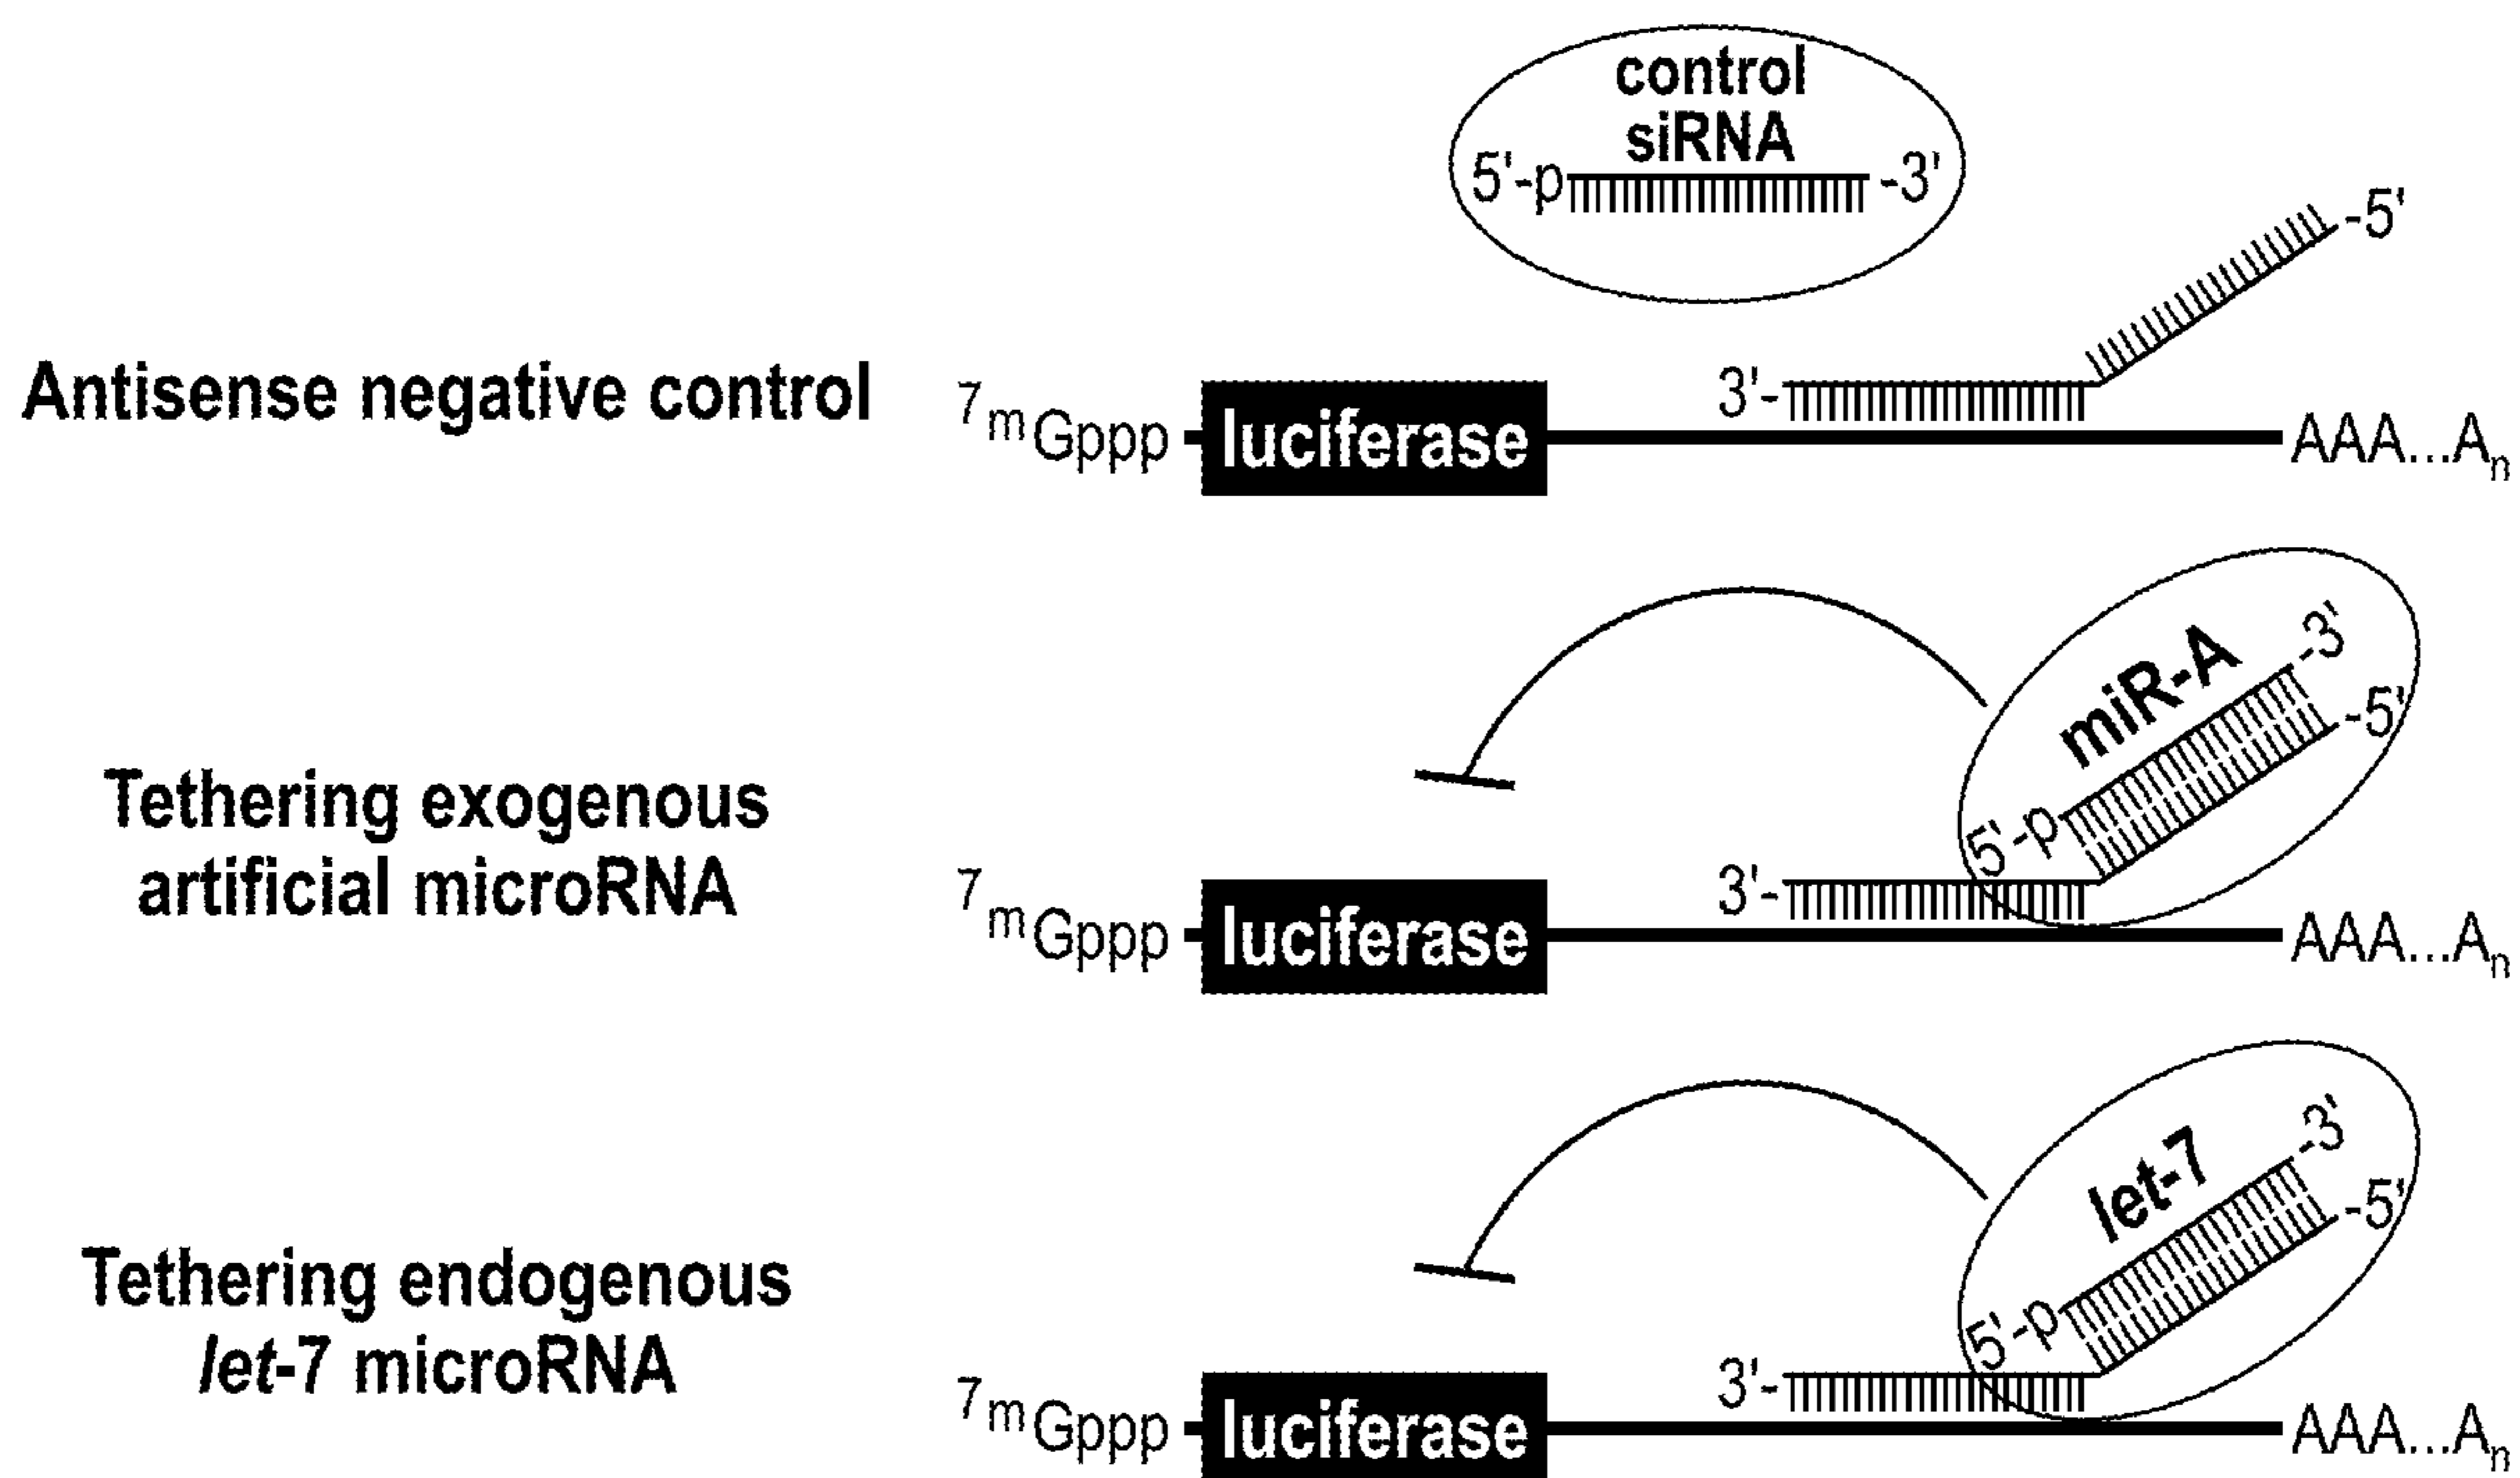 control
siRNA
5'-p -3'
-5'
Antisense negative control
3'-
7mGppp luciferase AAA...An
miR-A
-3'
-5'
5'-p
Tethering exogenous
artificial microRNA
3'-
7mGppp luciferase AAA...An
let-7
-3'
-5'
5'-p
Tethering endogenous
let-7 microRNA
3'-
7mGppp luciferase AAA...An